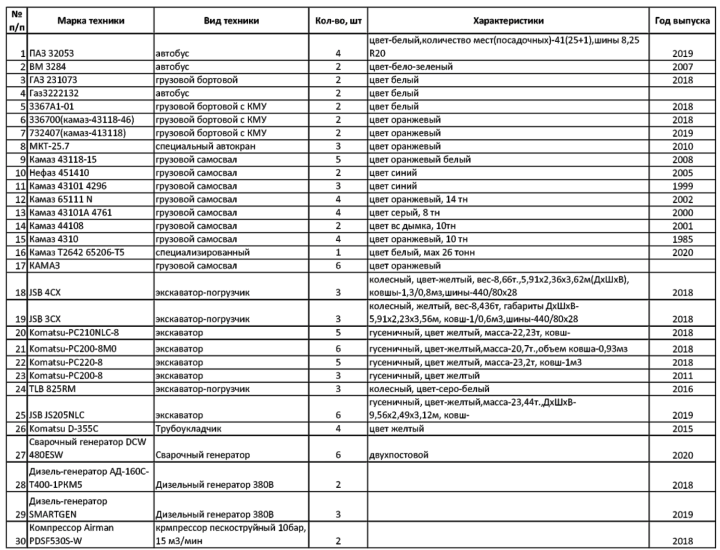 № п/п | Марка техники | Вид техники | Кол-во, шт | Характеристики | Год выпуска
1 | ПАЗ 32053 | автобус | 4 | цвет-белый,количество мест(посадочных)-41(25+1),шины 8,25 R20 | 2019
2 | ВМ 3284 | автобус | 2 | цвет-бело-зеленый | 2007
3 | ГАЗ 231073 | грузовой бортовой | 2 | цвет белый | 2018
4 | Газ3222132 | автобус | 2 | цвет белый
5 | 3367А1-01 | грузовой бортовой с КМУ | 2 | цвет белый | 2018
6 | 336700(камаз-43118-46) | грузовой бортовой с КМУ | 2 | цвет оранжевый | 2018
7 | 732407(камаз-413118) | грузовой бортовой с КМУ | 2 | цвет оранжевый | 2019
8 | МКТ-25.7 | специальный автокран | 3 | цвет оранжевый | 2010
9 | Камаз 43118-15 | грузовой самосвал | 5 | цвет оранжевый белый | 2008
10 | Нефаз 451410 | грузовой самосвал | 2 | цвет синий | 2005
11 | Камаз 43101 4296 | грузовой самосвал | 3 | цвет синий | 1999
12 | Камаз 65111 N | грузовой самосвал | 4 | цвет оранжевый, 14 тн | 2002
13 | Камаз 43101А 4761 | грузовой самосвал | 4 | цвет серый, 8 тн | 2000
14 | Камаз 44108 | грузовой самосвал | 2 | цвет вс дымка, 10тн | 2001
15 | Камаз 4310 | грузовой самосвал | 4 | цвет оранжевый, 10 тн | 1985
16 | Камаз Т2642 65206-Т5 | специализированный | 1 | цвет белый, мах 26 тонн | 2020
17 | КАМАЗ | грузовой самосвал | 6 | цвет оранжевый
18 | JSB 4CX | экскаватор-погрузчик | 3 | колесный, цвет-желтый, вес-8,66т.,5,91х2,36х3,62м(ДхШхВ), ковшы-1,3/0,8мз,шины-440/80х28 | 2018
19 | JSB 3CX | экскаватор-погрузчик | 3 | колесный, желтый, вес-8,436т, габариты ДхШхВ- 5,91х2,23х3,56м, ковш-1/0,6м3,шины-440/80х28 | 2018
20 | Komatsu-PC210NLC-8 | экскаватор | 5 | гусеничный, цвет желтый, масса-22,23т, ковш- | 2018
21 | Komatsu-PC200-8M0 | экскаватор | 6 | гусеничный, цвет-желтый,масса-20,7т.,объем ковша-0,93мз | 2018
22 | Komatsu-PC220-8 | экскаватор | 5 | гусеничный, цвет желтый, масса-23,2т, ковш-1м3 | 2018
23 | Komatsu-PC200-8 | экскаватор | 3 | гусеничный, цвет желтый | 2011
24 | TLB 825RM | экскаватор-погрузчик | 3 | колесный, цвет-серо-белый | 2016
25 | JSB JS205NLC | экскаватор | 6 | гусеничный, цвет-желтый,масса-23,44т.,ДхШхВ- 9,56х2,49х3,12м, ковш- | 2019
26 | Komatsu D-355C | Трубоукладчик | 4 | цвет желтый | 2015
27 | Сварочный генератор DCW 480ESW | Сварочный генератор | 6 | двухпостовой | 2020
28 | Дизель-генератор АД-160С-Т400-1РКМ5 | Дизельный генератор 380В | 2 | 2018
29 | Дизель-генератор SMARTGEN | Дизельный генератор 380В | 3 | 2019
30 | Компрессор Airman PDSF530S-W | крмпрессор пескоструйный 10бар, 15 м3/мин | 2 | 2018